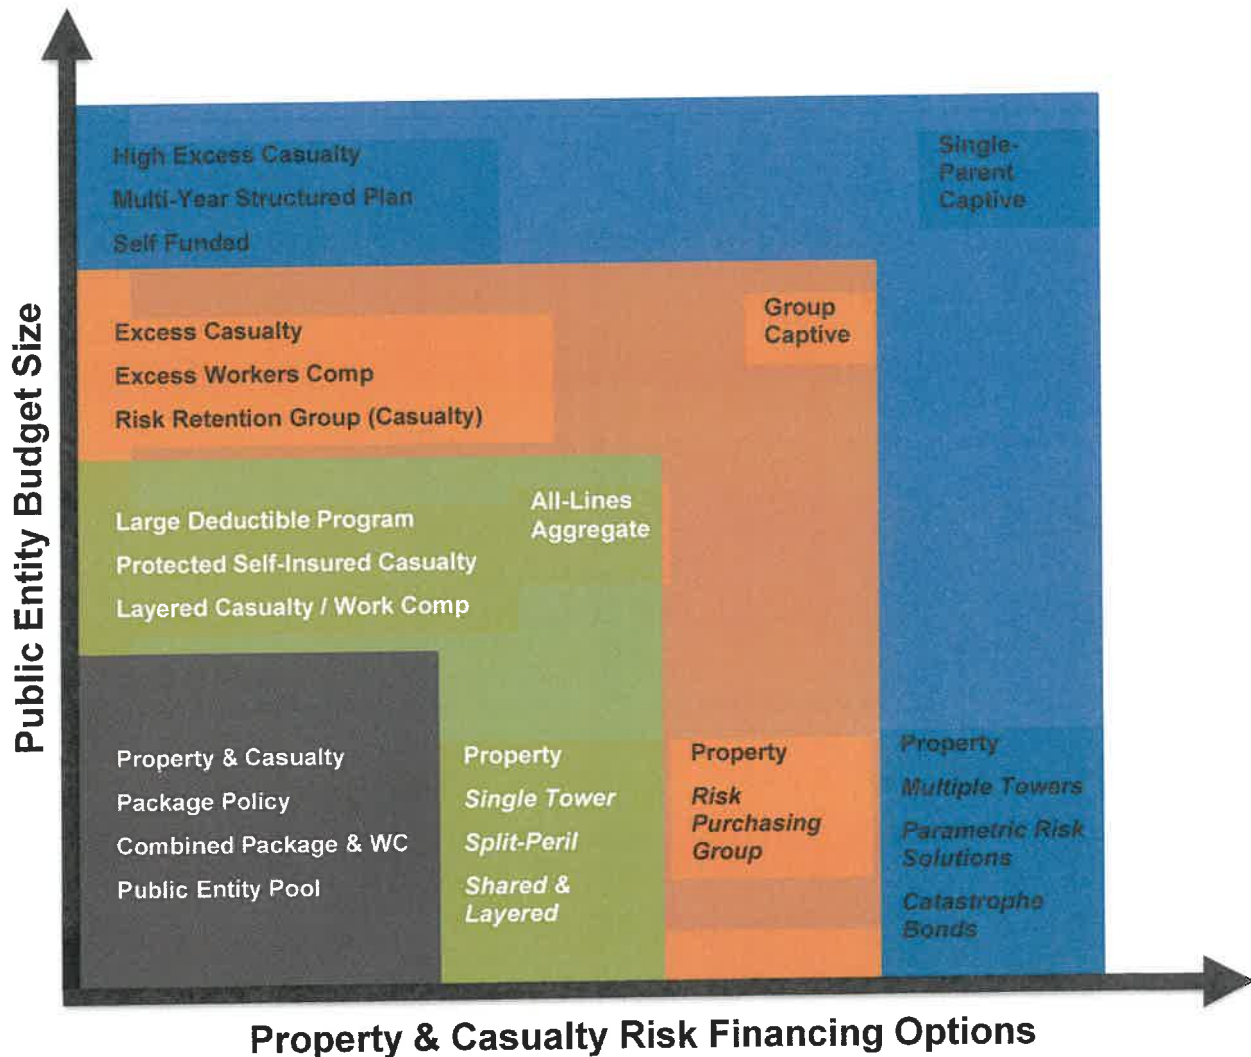 High Excess Casualty
Multi-Year Structured Plan
Self Funded
Single-
Parent
Captive
Excess Casualty
Excess Workers Comp
Risk Retention Group (Casualty)
Group
Captive
Large Deductible Program
Protected Self-Insured Casualty
Layered Casualty / Work Comp
All-Lines
Aggregate
Property & Casualty
Package Policy
Combined Package & WC
Public Entity Pool
Property
Single Tower
Split-Peril
Shared &
Layered
Property
Risk
Purchasing
Group
Property
Multiple Towers
Parametric Risk
Solutions
Catastrophe
Bonds
Public Entity Budget Size
Property & Casualty Risk Financing Options